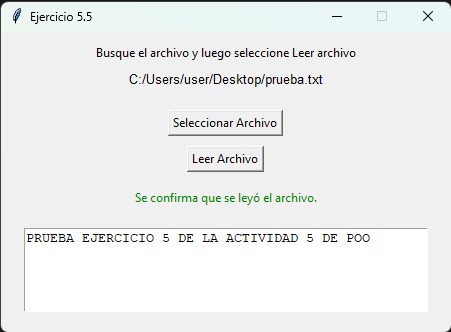 Ejercicio 5.5
Busque el archivo y luego seleccione Leer archivo
C:/Users/user/Desktop/prueba.txt
Seleccionar Archivo
Leer Archivo
Se confirma que se leyó el archivo.
PRUEBA EJERCICIO 5 DE LA ACTIVIDAD 5 DE POO